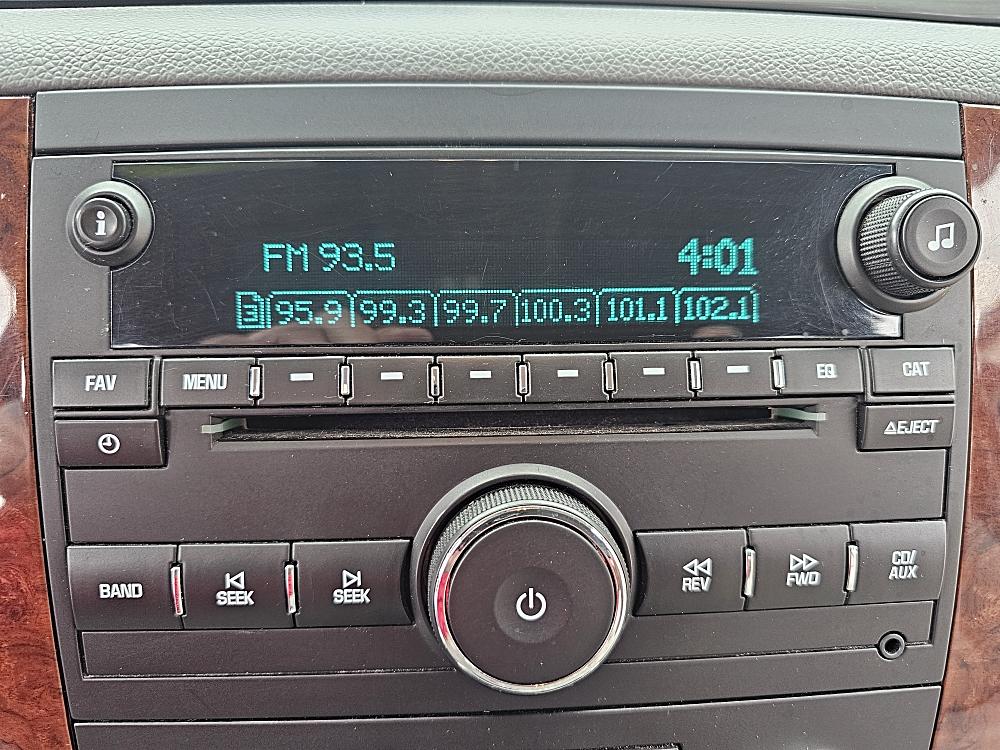 i
FM 93.5 4:01
3 95.9 99.3 99.7 100.3 101.1 102.1
FAV MENU EQ CAT
EJECT
BAND SEEK SEEK REV FWD CD/
AUX